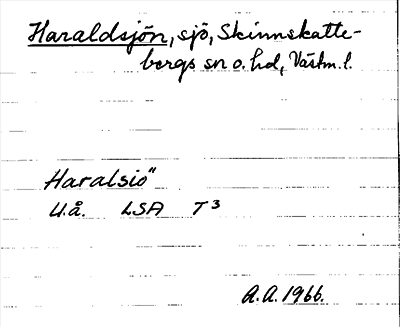 Haraldsjön, sjö, Skinnskatte-
bergs sn o. hd, Västm. l.
Haralsiö"
U.å. LSA T3
A.A. 1966.